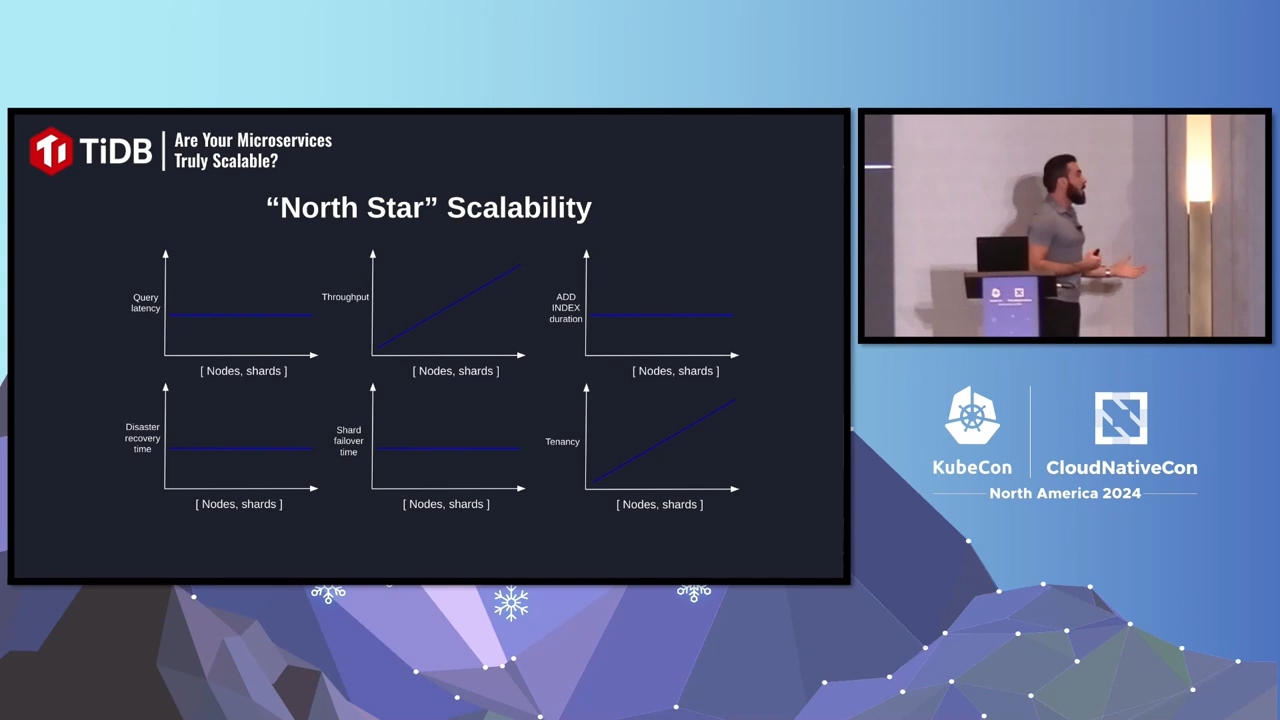 TiDB
Are Your Microservices
Truly Scalable?
“North Star” Scalability
Query
latency
[ Nodes, shards ]
Throughput
[ Nodes, shards ]
ADD
INDEX
duration
[ Nodes, shards ]
Disaster
recovery
time
[ Nodes, shards ]
Shard
failover
time
[ Nodes, shards ]
Tenancy
[ Nodes, shards ]
KubeCon
CloudNativeCon
North America 2024